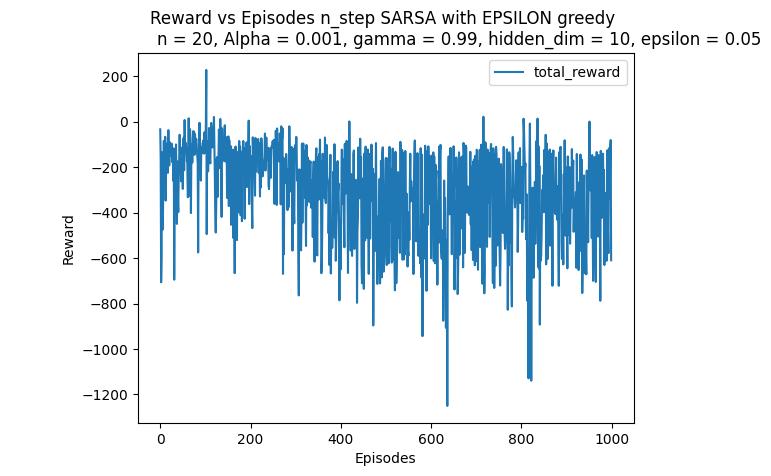 Reward vs Episodes n_step SARSA with EPSILON greedy
n = 20, Alpha = 0.001, gamma = 0.99, hidden_dim = 10, epsilon = 0.05
total_reward
200
0
−200
−400
−600
−800
−1000
−1200
Reward
0 200 400 600 800 1000
Episodes